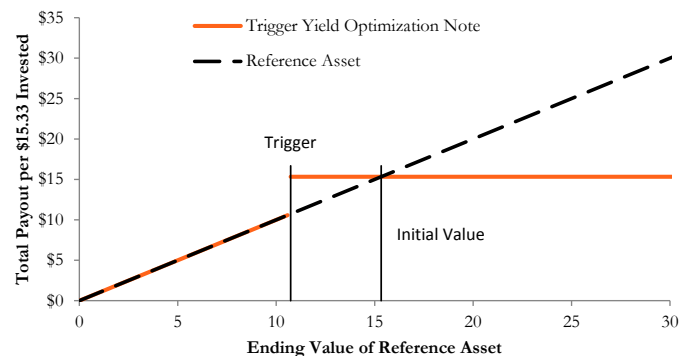 Trigger Yield Optimization Note
Reference Asset
Total Payout per $15.33 Invested
$35
$30
$25
$20
$15
$10
$5
$0
Trigger
Initial Value
0 5 10 15 20 25 30
Ending Value of Reference Asset